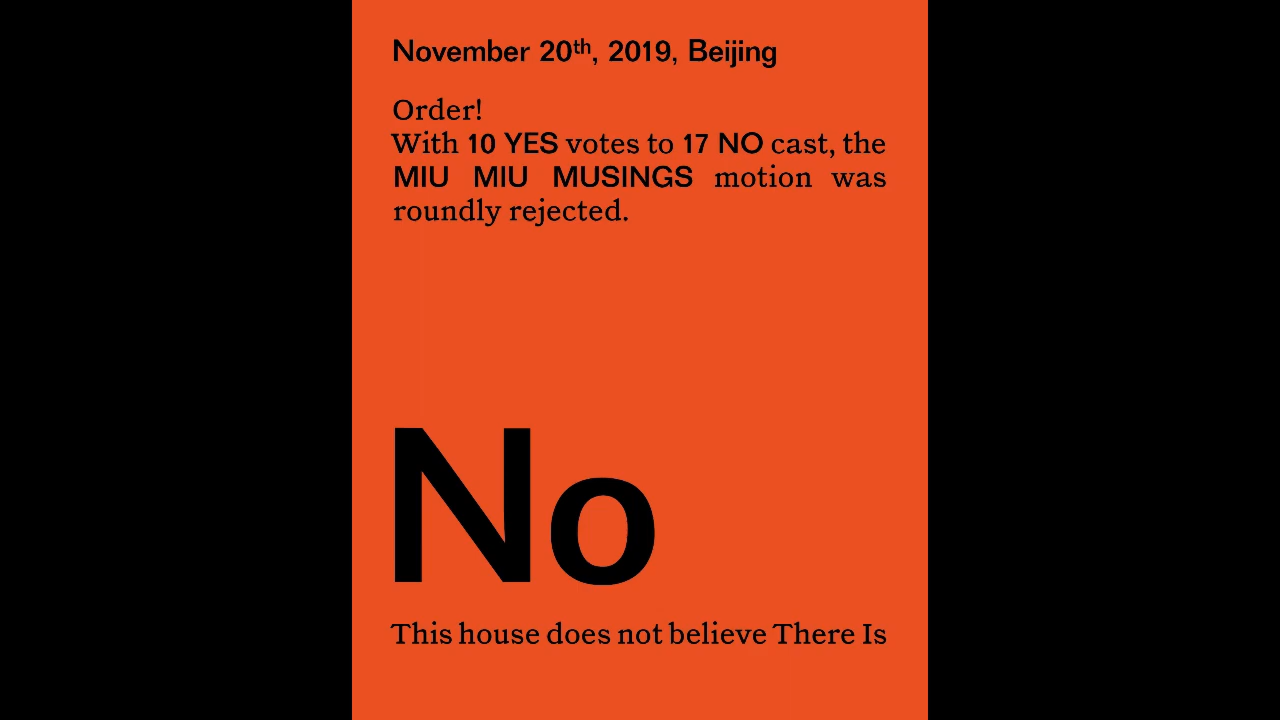 November 20th, 2019, Beijing
Order!
With 10 YES votes to 17 NO cast, the
MIU MIU MUSINGS motion was
roundly rejected.
No
This house does not believe There Is